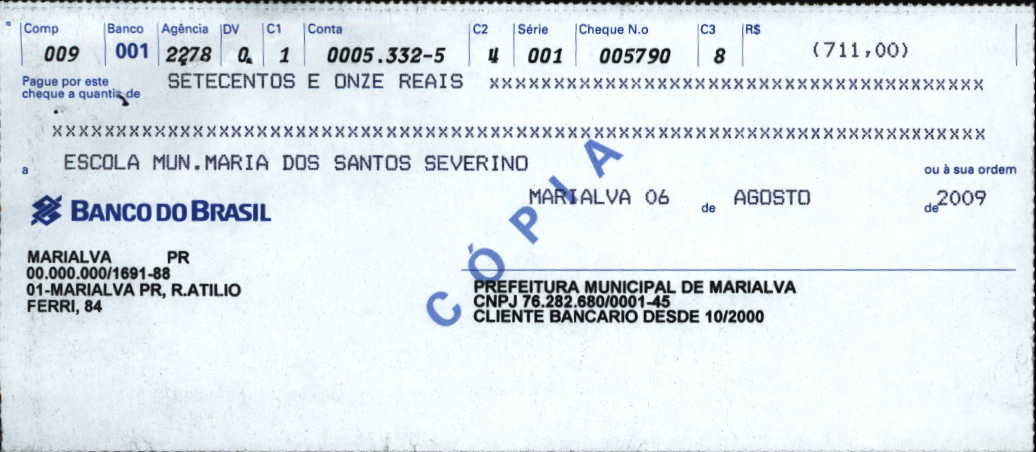 Comp Banco Agência DV C1 Conta C2 Série Cheque N.o C3 R$
009 001 2278 0 1 0005.332-5 4 001 005790 8 (711,00)
Pague por este
cheque a quantia de SETECENTOS E ONZE REAIS xxxxxxxxxxxxxxxxxxxxxxxxxxxxxxxxxxxxxx
xxxxxxxxxxxxxxxxxxxxxxxxxxxxxxxxxxxxxxxxxxxxxxxxxxxxxxxxxxxxxxxxxxxxxxxx
a ESCOLA MUN.MARIA DOS SANTOS SEVERINO ou à sua ordem
MARIALVA 06 de AGOSTO de 2009
BANCO DO BRASIL
CÓPIA
MARIALVA PR
00.000.000/1691-88
01-MARIALVA PR, R.ATILIO
FERRI, 84
PREFEITURA MUNICIPAL DE MARIALVA
CNPJ 76.282.680/0001-45
CLIENTE BANCARIO DESDE 10/2000